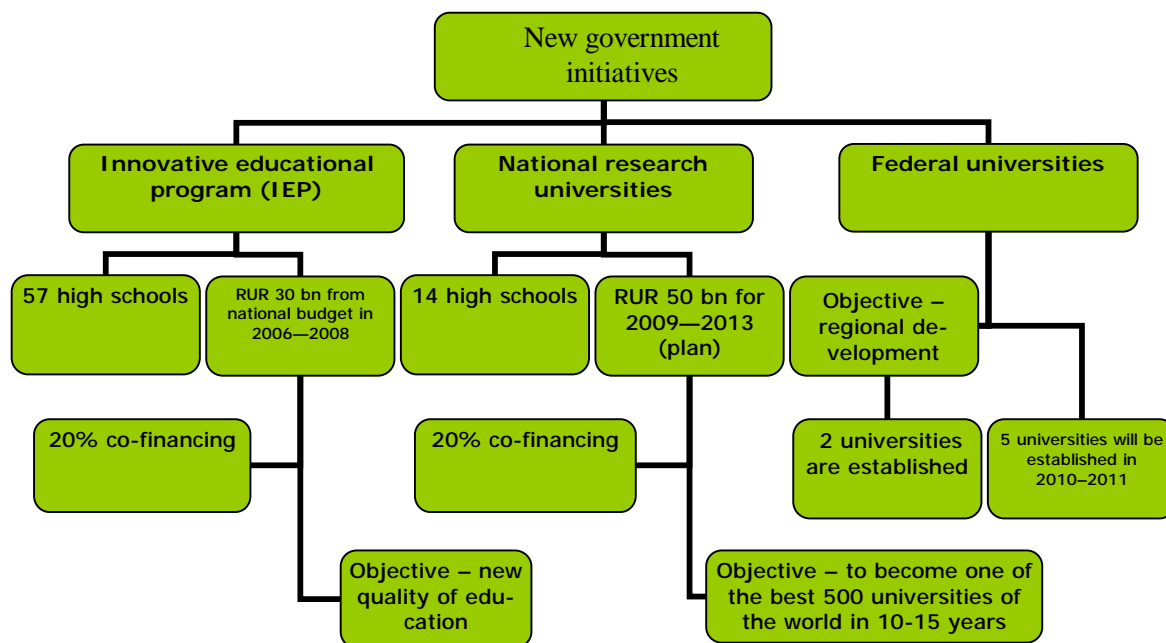 New government
initiatives
Innovative educational
program (IEP)
National research
universities
Federal universities
57 high schools
RUR 30 bn from
national budget in
2006—2008
14 high schools
RUR 50 bn for
2009—2013
(plan)
Objective –
regional de-
velopment
20% co-financing
20% co-financing
2 universities
are established
5 universities will be
established in
2010–2011
Objective – new
quality of edu-
cation
Objective – to become one of
the best 500 universities of
the world in 10-15 years